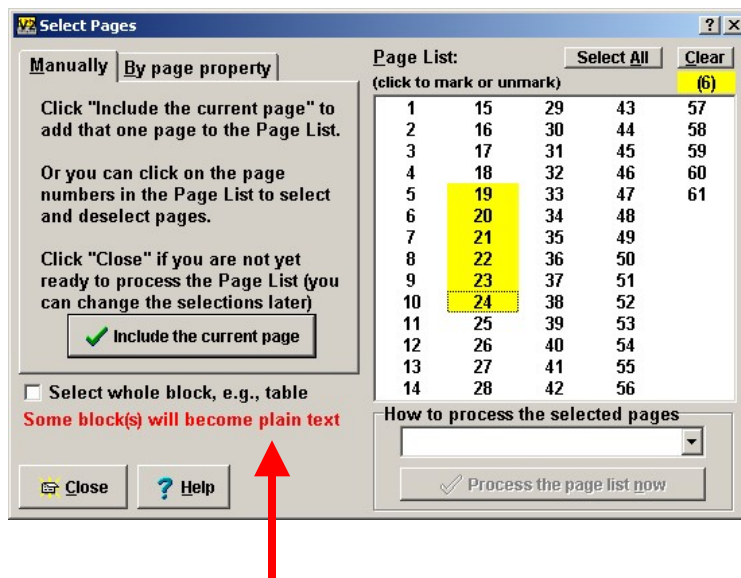 V2 Select Pages
? ×
Manually By page property
Click "Include the current page" to
add that one page to the Page List.
Or you can click on the page
numbers in the Page List to select
and deselect pages.
Click "Close" if you are not yet
ready to process the Page List (you
can change the selections later)
Include the current page
Select whole block, e.g., table
Some block(s) will become plain text
Close ? Help
Page List: Select All Clear
(click to mark or unmark) (6)
1 15 29 43 57
2 16 30 44 58
3 17 31 45 59
4 18 32 46 60
5 19 33 47 61
6 20 34 48
7 21 35 49
8 22 36 50
9 23 37 51
10 24 38 52
11 25 39 53
12 26 40 54
13 27 41 55
14 28 42 56
How to process the selected pages
Process the page list now